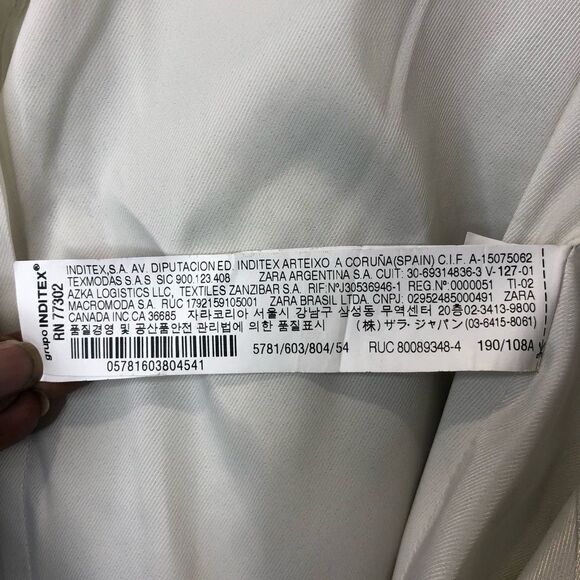 grupo INDITEX®
RN 77302
INDITEX,S.A. AV. DIPUTACION ED. INDITEX ARTEIXO A CORUÑA(SPAIN) C.I.F. A-15075062
TEXMODAS S.A.S SIC 900.123.408 ZARA ARGENTINA S.A. CUIT: 30-69314836-3 V-127-01
AZKA LOGISTICS LLC, TEXTILES ZANZIBAR S.A. RIF.NºJ30536946-1 REG.Nº:0000051 TI-02
MACROMODA S.A. RUC 1792159105001 ZARA BRASIL LTDA. CNPJ: 02952485000491 ZARA
CANADA INC.CA 36685 자라코리아 서울시 강남구 삼성동 무역센타 20층 02-3413-9800
품질경영 및 공산품안전 관리법에 의한 품질표시 (株) ザラ・ジャパン (03-6415-8061)
5781/603/804/54 RUC 80089348-4 190/108A
05781603804541